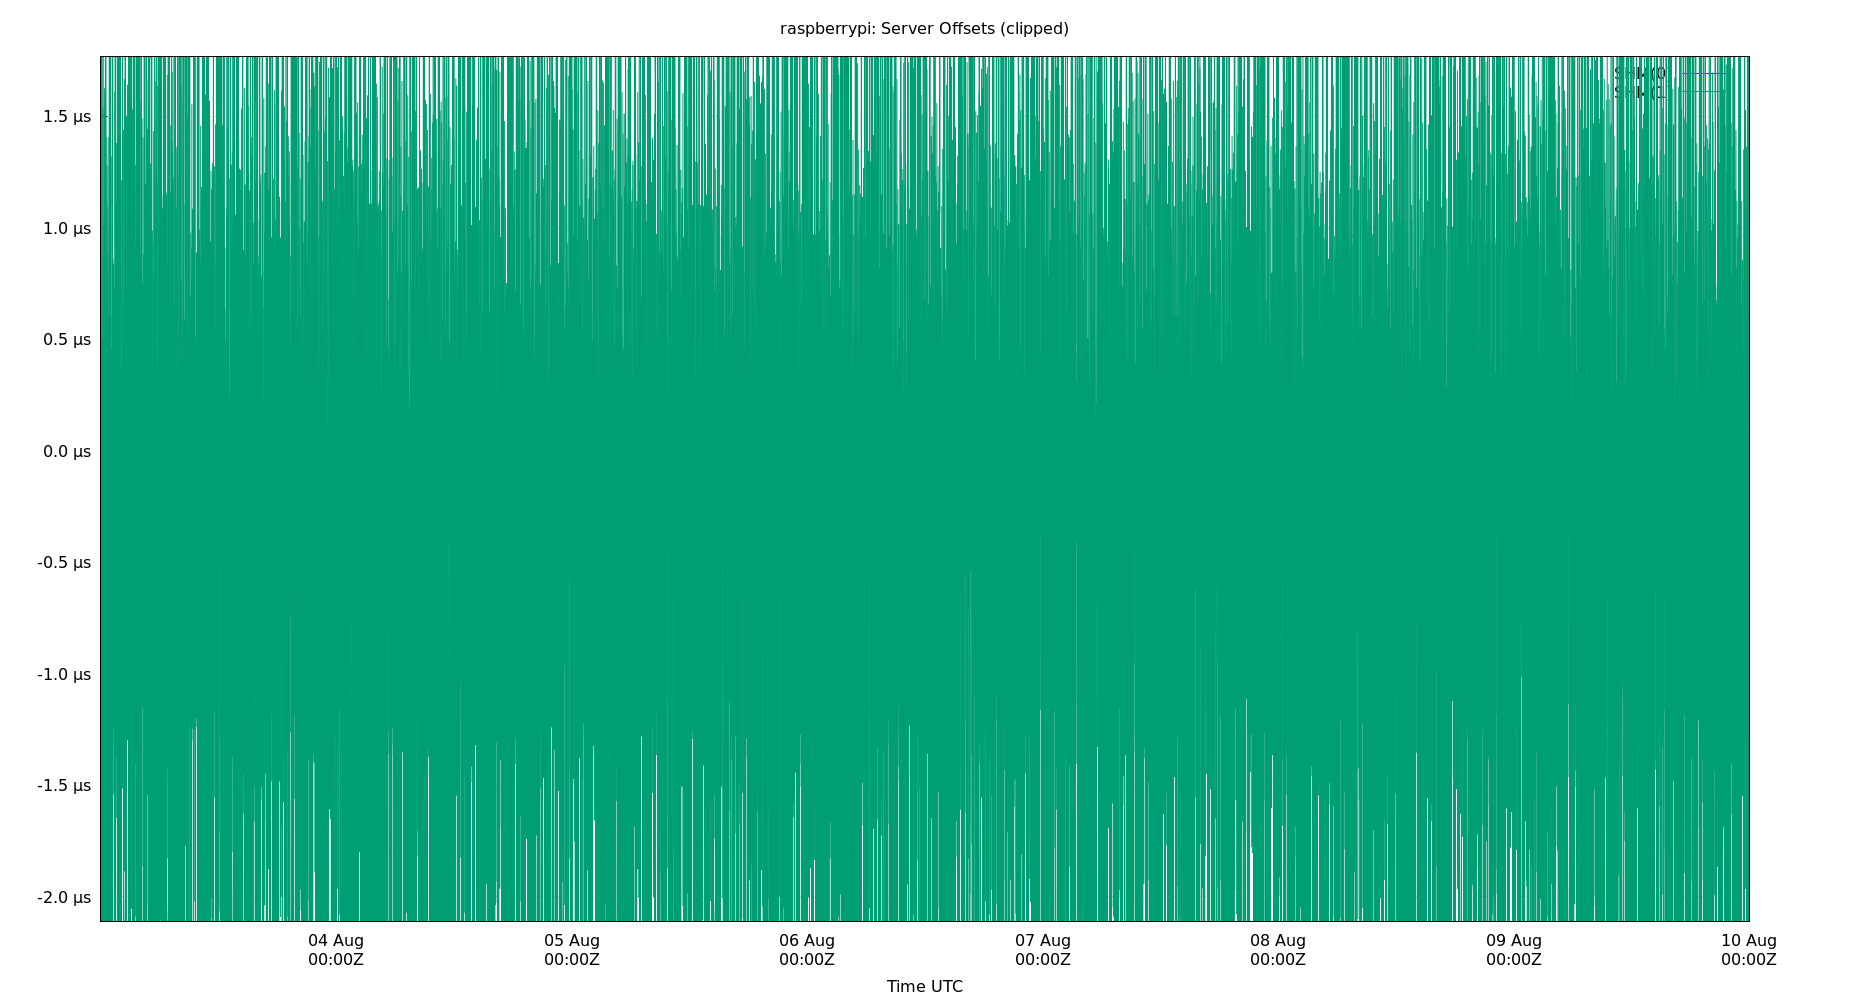 raspberrypi: Server Offsets (clipped)
1.5 µs
1.0 µs
0.5 µs
0.0 µs
-0.5 µs
-1.0 µs
-1.5 µs
-2.0 µs
04 Aug 05 Aug 06 Aug 07 Aug 08 Aug 09 Aug 10 Aug
00:00Z 00:00Z 00:00Z 00:00Z 00:00Z 00:00Z 00:00Z
Time UTC